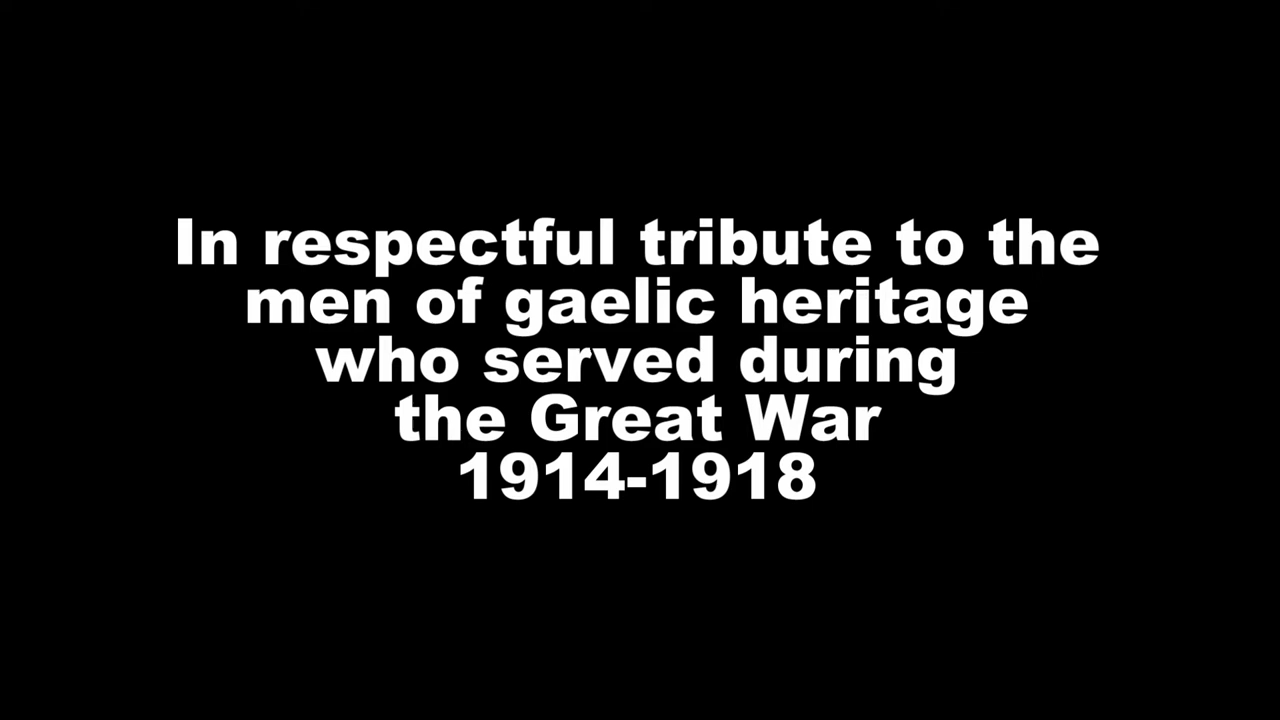 In respectful tribute to the
men of gaelic heritage
who served during
the Great War
1914-1918